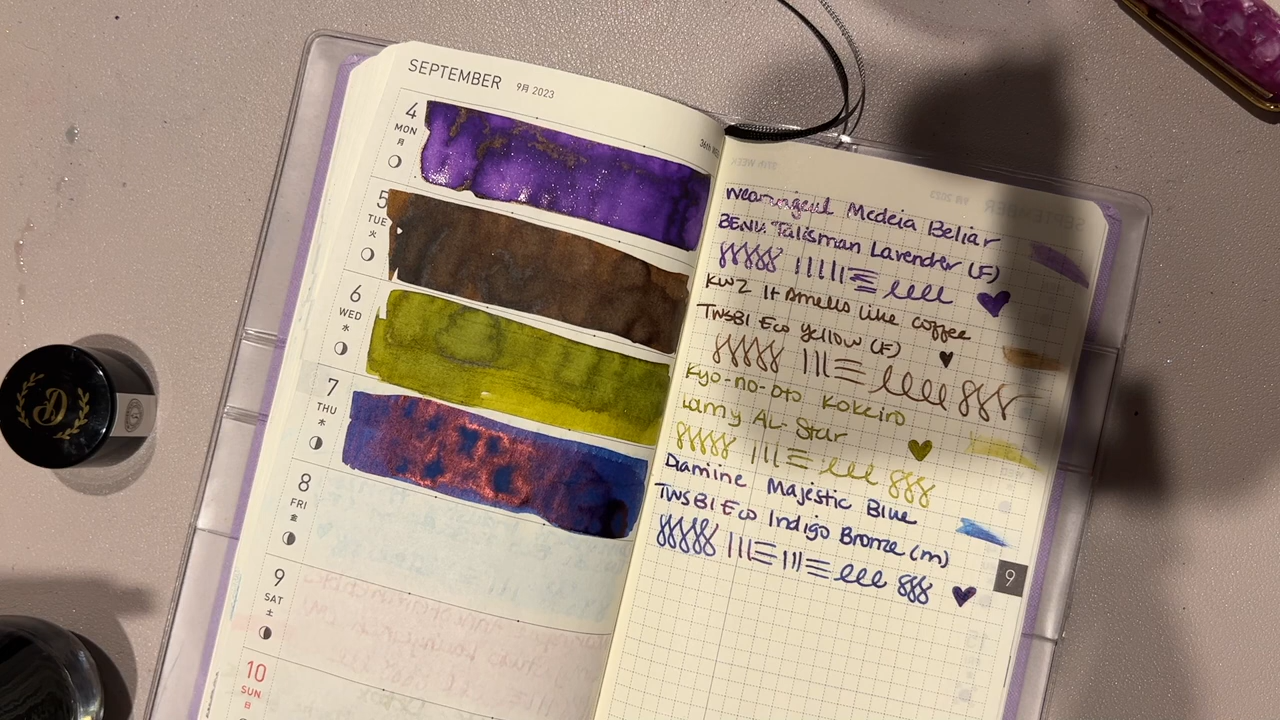 SEPTEMBER 9月 2023
4
MON
月
5
TUE
火
6
WED
水
7
THU
木
8
FRI
金
9
SAT
土
10
SUN
日
36th WE
Wearingeul Medeia Beliar
BENU Talisman Lavender (F)
KWZ It Smells like coffee
TWSBI Eco Yellow (F)
Kyo-no-oto Kokeiro
Lamy AL-Star
Diamine Majestic Blue
TWSBI Eco Indigo Bronze (m)
9